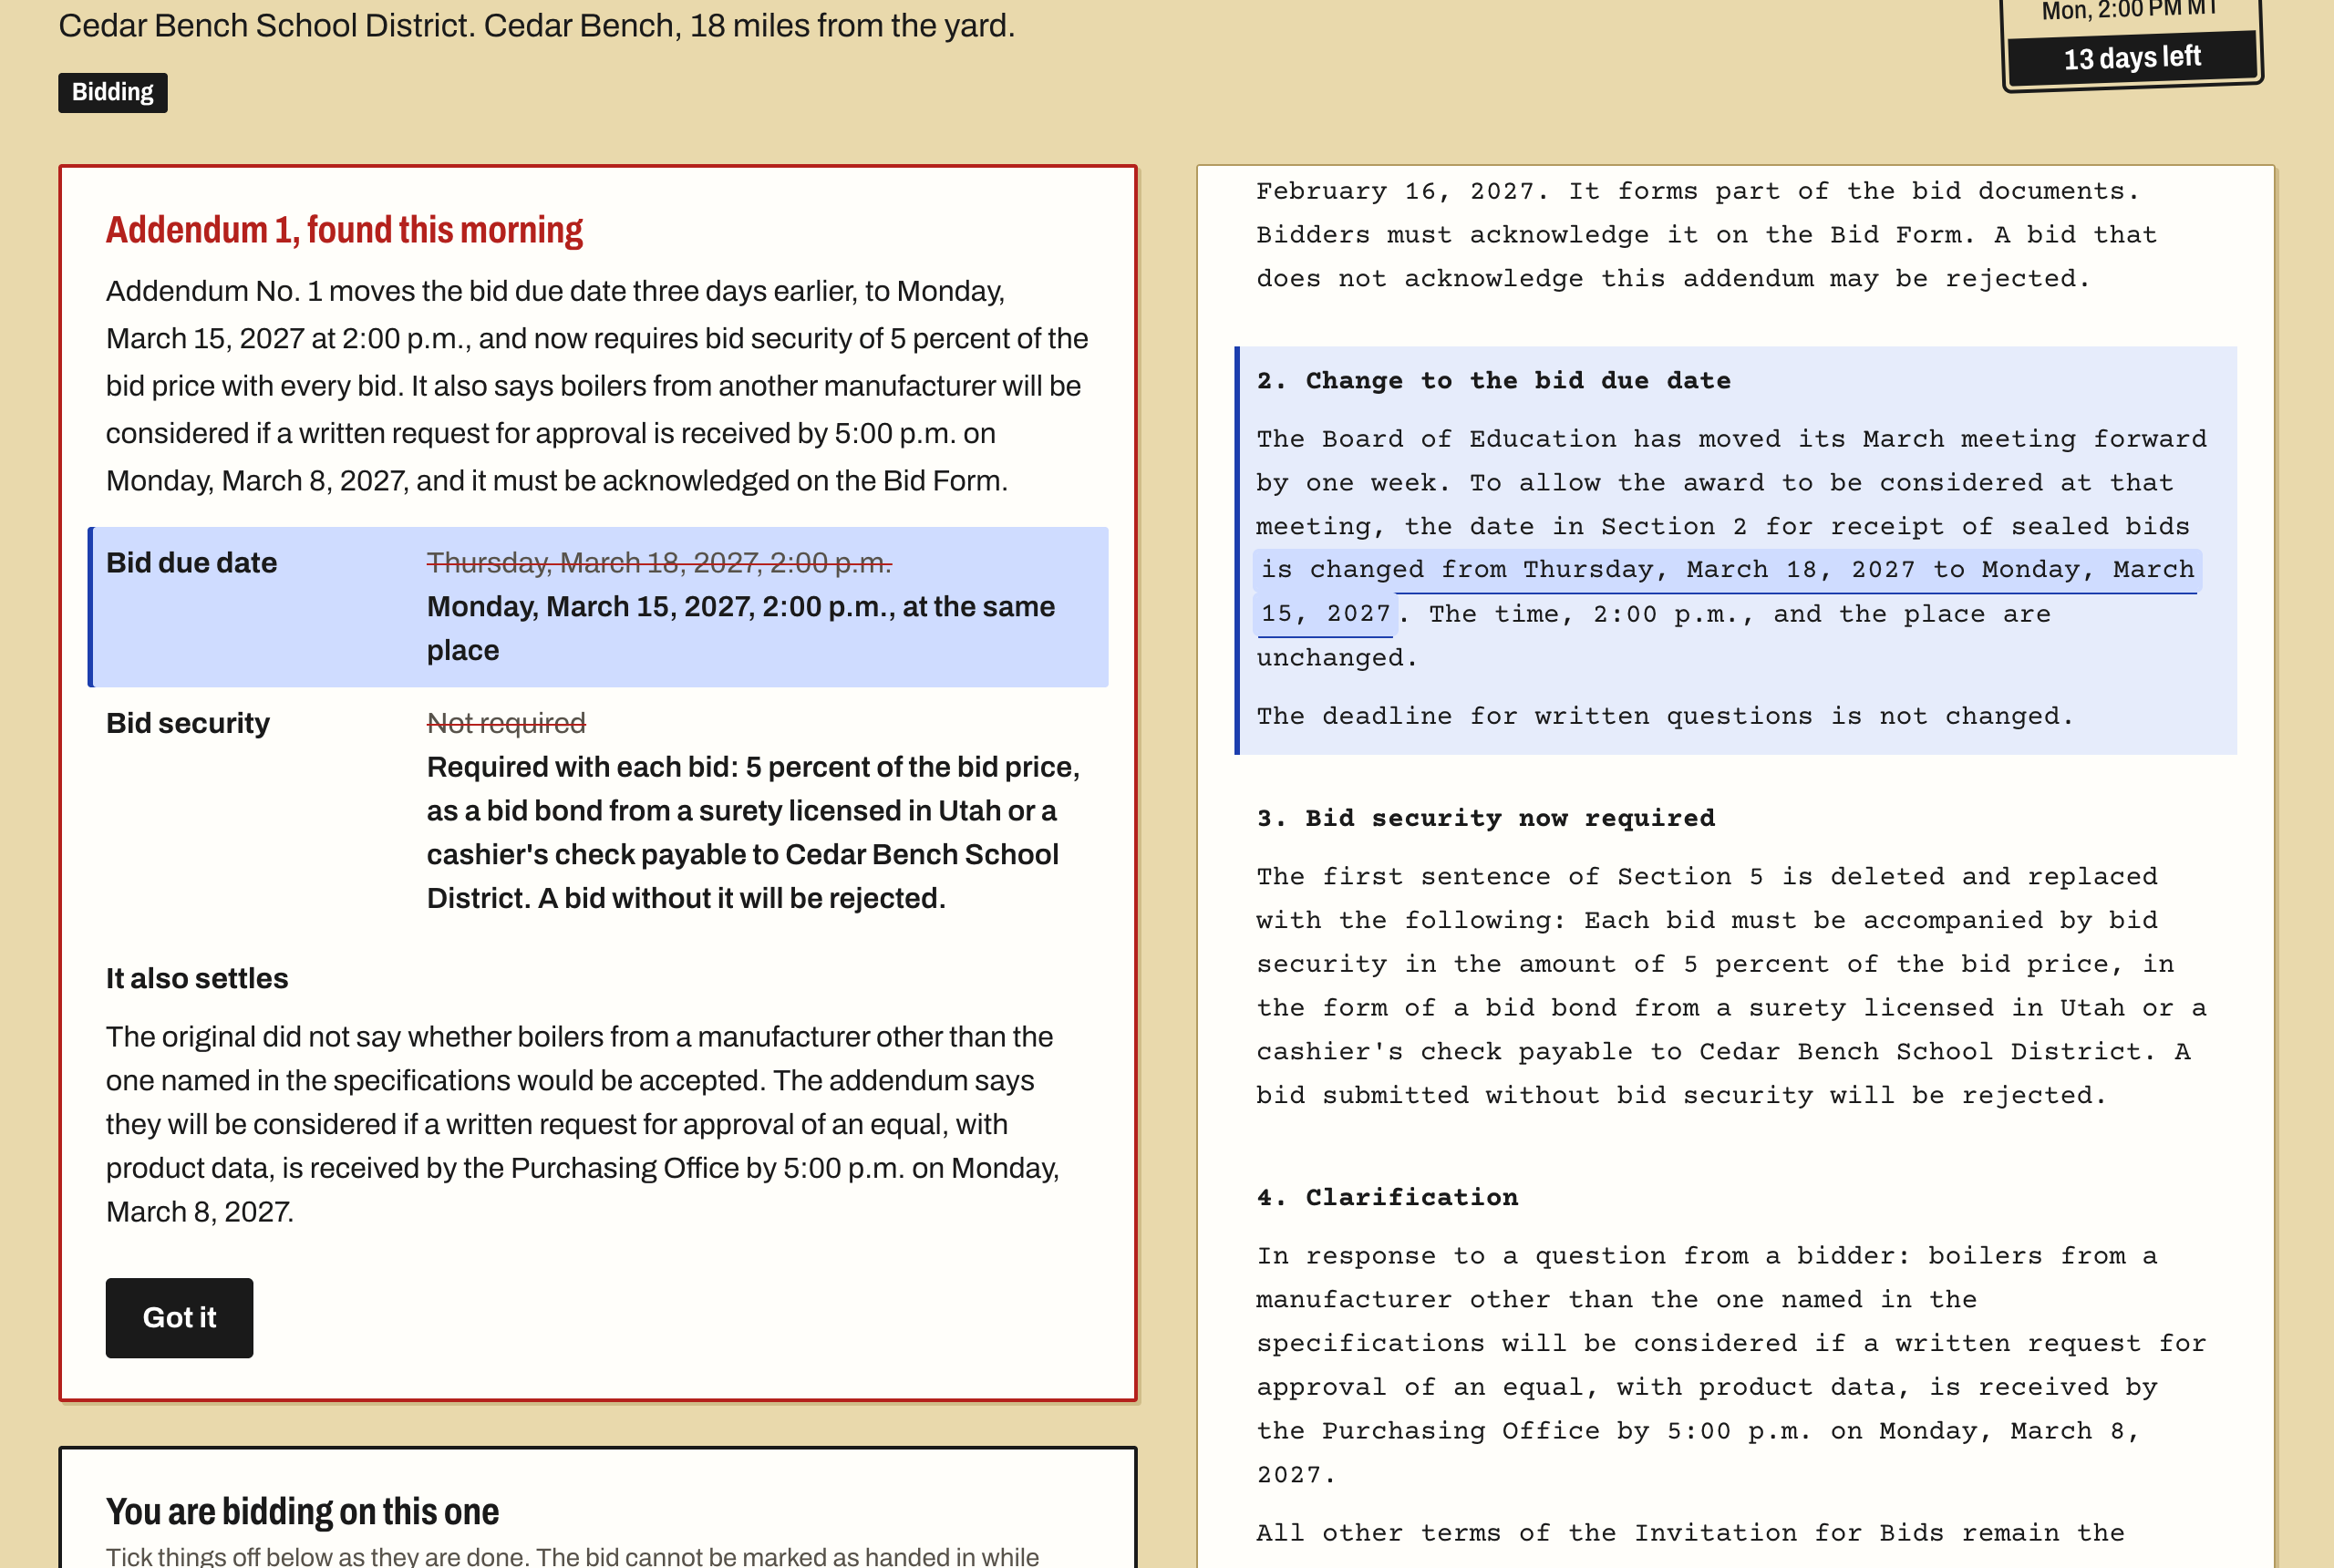 Cedar Bench School District. Cedar Bench, 18 miles from the yard.
Bidding
Mon, 2:00 PM MT
13 days left
Addendum 1, found this morning
Addendum No. 1 moves the bid due date three days earlier, to Monday,
March 15, 2027 at 2:00 p.m., and now requires bid security of 5 percent of the
bid price with every bid. It also says boilers from another manufacturer will be
considered if a written request for approval is received by 5:00 p.m. on
Monday, March 8, 2027, and it must be acknowledged on the Bid Form.
Bid due date
Thursday, March 18, 2027, 2:00 p.m.
Monday, March 15, 2027, 2:00 p.m., at the same
place
Bid security
Not required
Required with each bid: 5 percent of the bid price,
as a bid bond from a surety licensed in Utah or a
cashier's check payable to Cedar Bench School
District. A bid without it will be rejected.
It also settles
The original did not say whether boilers from a manufacturer other than the
one named in the specifications would be accepted. The addendum says
they will be considered if a written request for approval of an equal, with
product data, is received by the Purchasing Office by 5:00 p.m. on Monday,
March 8, 2027.
Got it
You are bidding on this one
Tick things off below as they are done. The bid cannot be marked as handed in while
February 16, 2027. It forms part of the bid documents.
Bidders must acknowledge it on the Bid Form. A bid that
does not acknowledge this addendum may be rejected.
2. Change to the bid due date
The Board of Education has moved its March meeting forward
by one week. To allow the award to be considered at that
meeting, the date in Section 2 for receipt of sealed bids
is changed from Thursday, March 18, 2027 to Monday, March
15, 2027. The time, 2:00 p.m., and the place are
unchanged.
The deadline for written questions is not changed.
3. Bid security now required
The first sentence of Section 5 is deleted and replaced
with the following: Each bid must be accompanied by bid
security in the amount of 5 percent of the bid price, in
the form of a bid bond from a surety licensed in Utah or a
cashier's check payable to Cedar Bench School District. A
bid submitted without bid security will be rejected.
4. Clarification
In response to a question from a bidder: boilers from a
manufacturer other than the one named in the
specifications will be considered if a written request for
approval of an equal, with product data, is received by
the Purchasing Office by 5:00 p.m. on Monday, March 8,
2027.
All other terms of the Invitation for Bids remain the